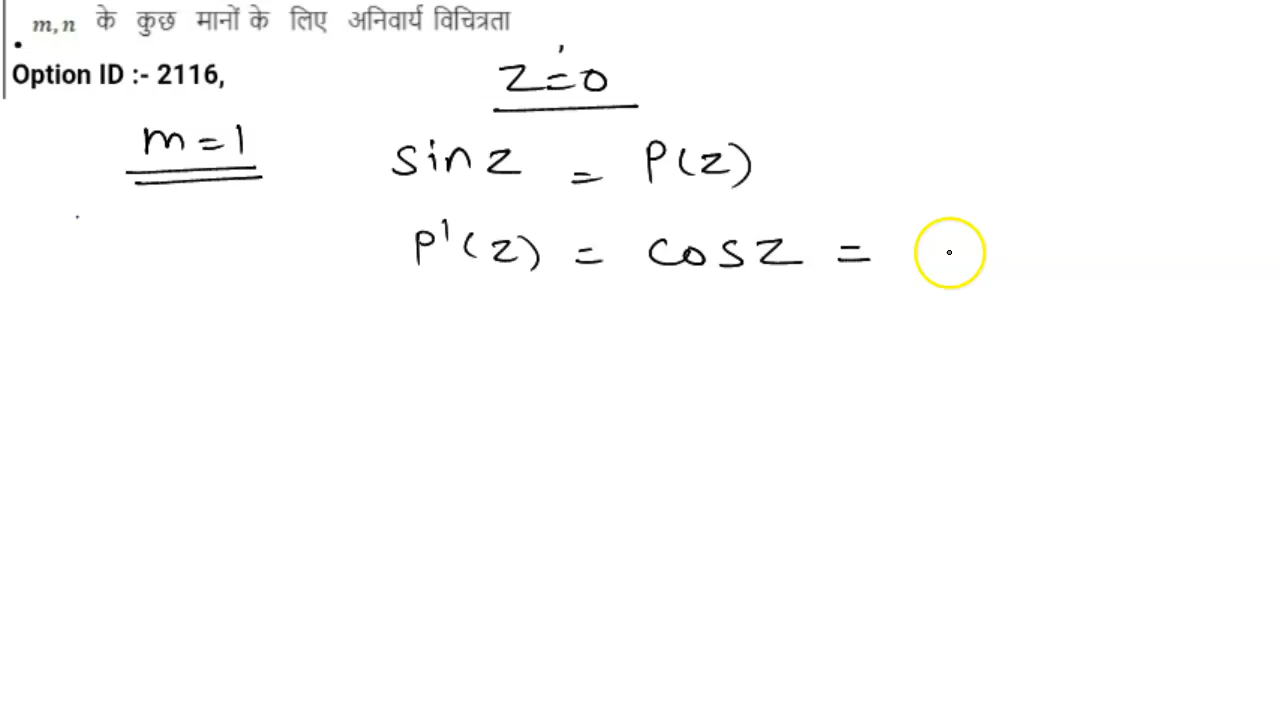 m, n के कुछ मानों के लिए अनिवार्य विचित्रता
.
Option ID :- 2116,
z=0
m=1 sin z = P(z)
P'(z) = cos z =